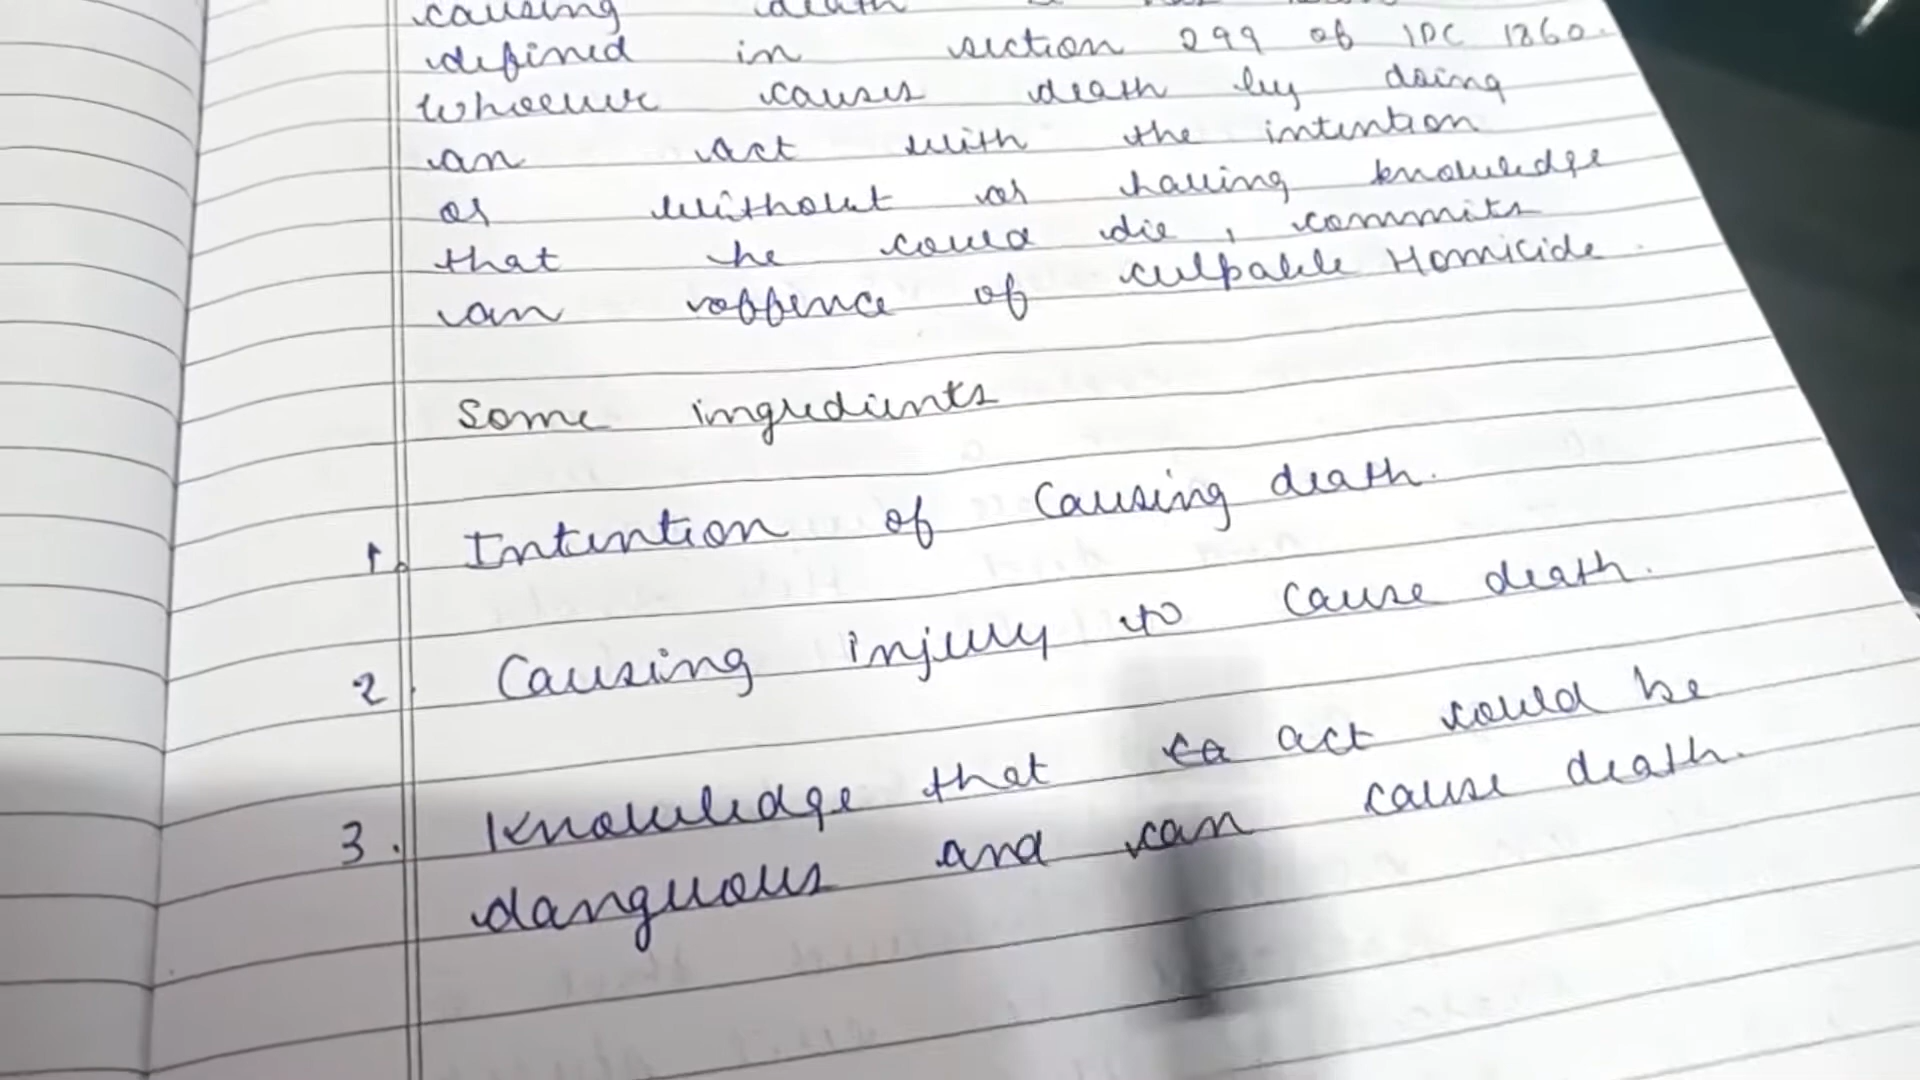 causing death
defined in section 299 of IPC 1860.
Whoever causes death by doing
an act with the intention
or without or having knowledge
that he could die, commits
an offence of culpable Homicide.
Some ingredients
1. Intention of Causing death.
2. Causing injury to cause death.
3. Knowledge that act could be
dangerous and can cause death.